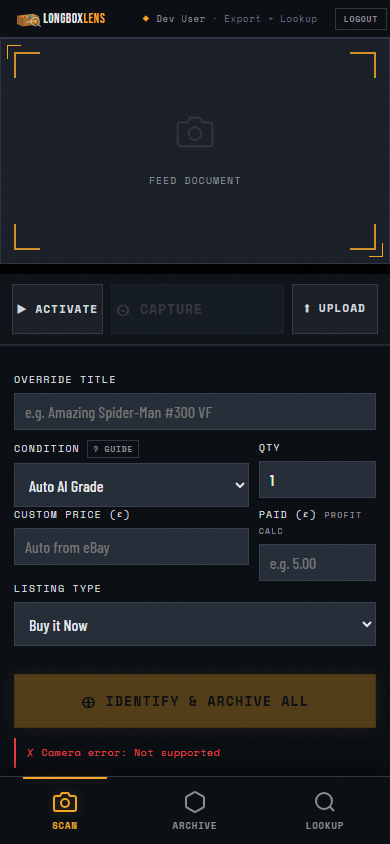 LONGBOXLENS
◆ Dev User · Export + Lookup
LOGOUT
FEED DOCUMENT
▶ ACTIVATE
⊙ CAPTURE
⬆ UPLOAD
OVERRIDE TITLE
e.g. Amazing Spider-Man #300 VF
CONDITION ? GUIDE
QTY
Auto AI Grade
1
CUSTOM PRICE (£)
PAID (£) PROFIT
CALC
Auto from eBay
e.g. 5.00
LISTING TYPE
Buy it Now
⊕ IDENTIFY & ARCHIVE ALL
✗ Camera error: Not supported
SCAN
ARCHIVE
LOOKUP